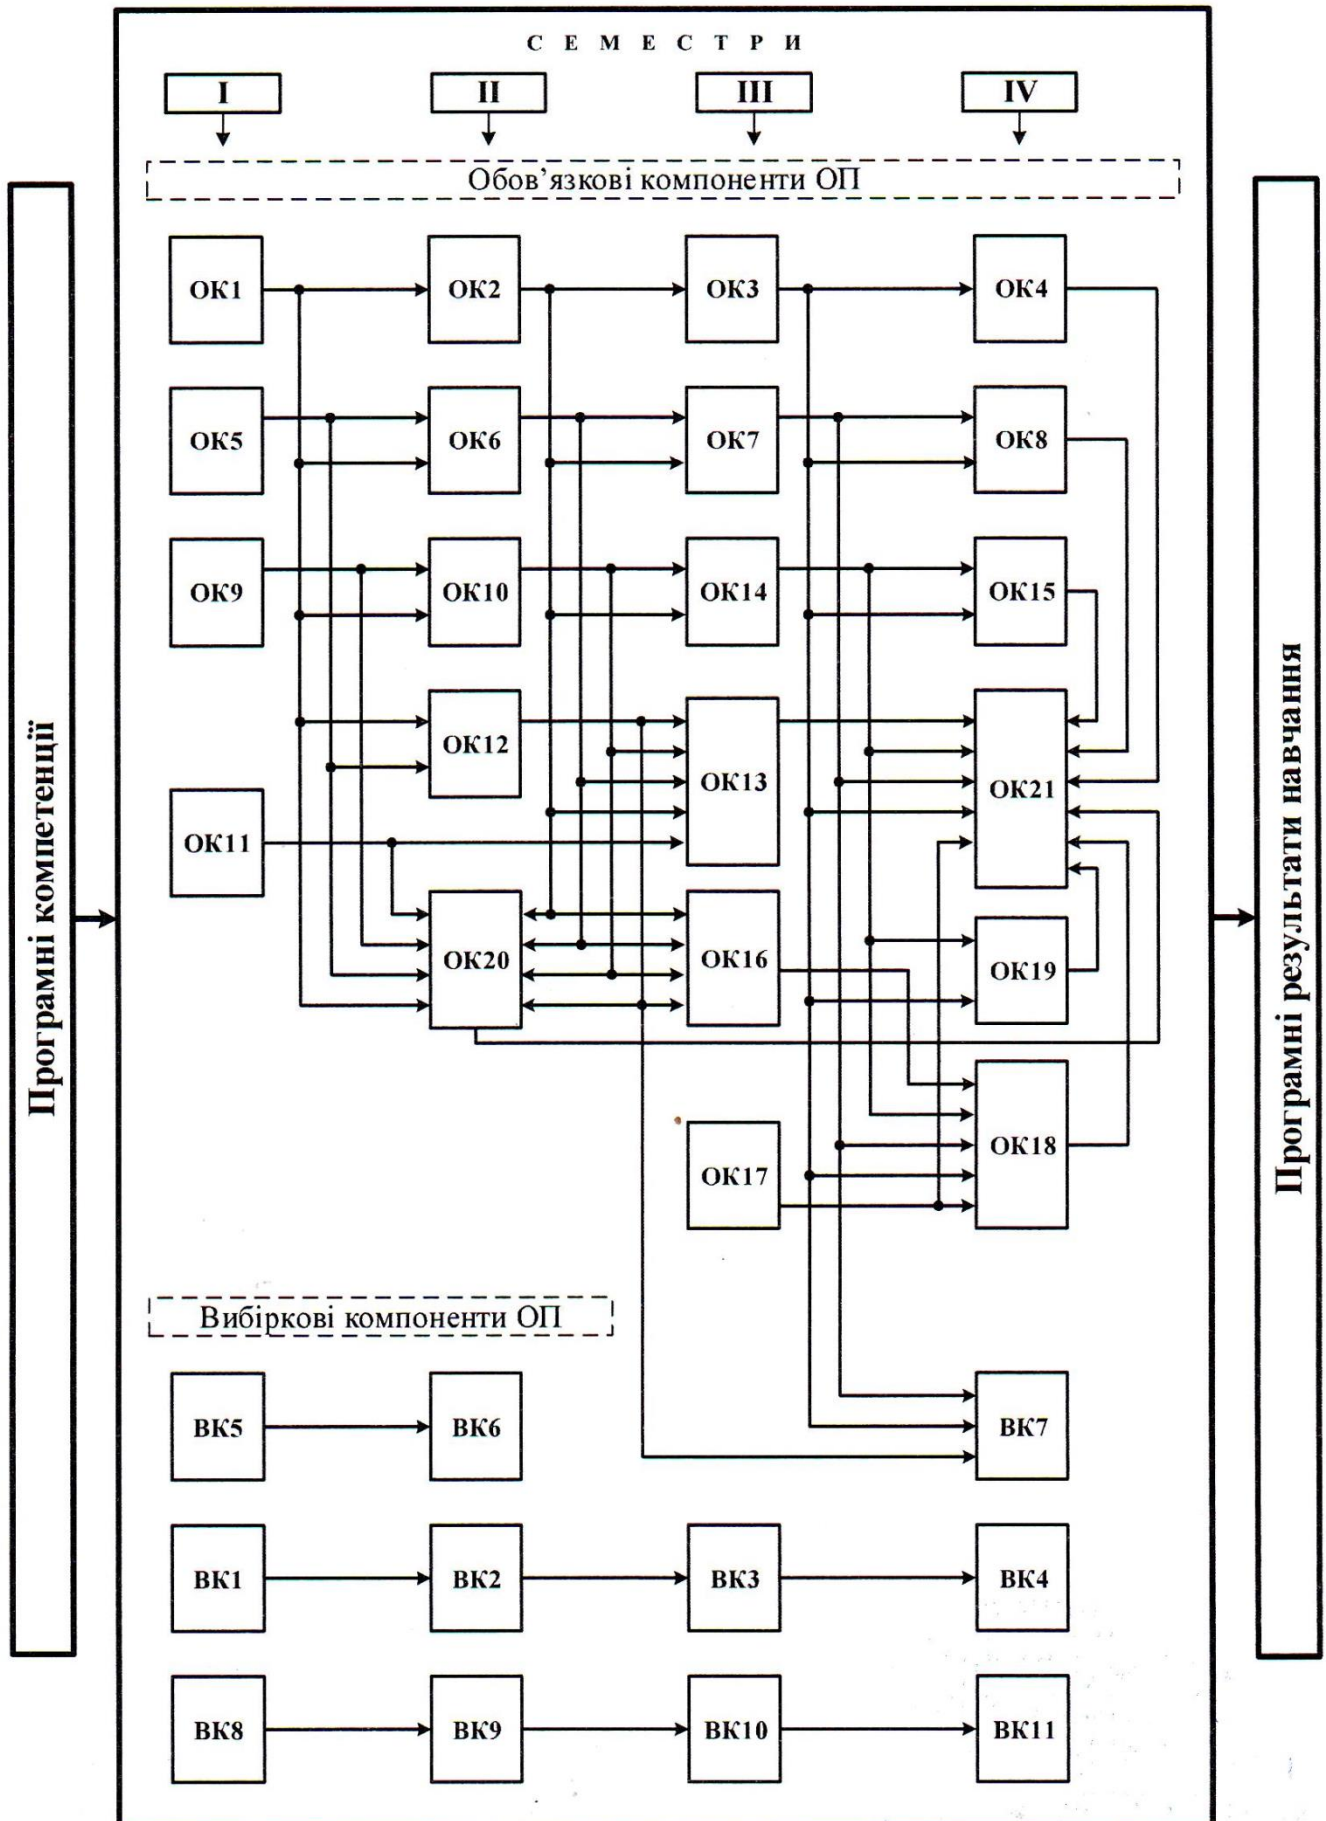 СЕМЕСТРИ
I
II
III
IV
Обов’язкові компоненти ОП
ОК1
ОК2
ОК3
ОК4
ОК5
ОК6
ОК7
ОК8
ОК9
ОК10
ОК14
ОК15
ОК12
ОК13
ОК21
ОК11
ОК20
ОК16
ОК19
ОК17
ОК18
Вибіркові компоненти ОП
ВК5
ВК6
ВК7
ВК1
ВК2
ВК3
ВК4
ВК8
ВК9
ВК10
ВК11
Програмні компетенції
Програмні результати навчання